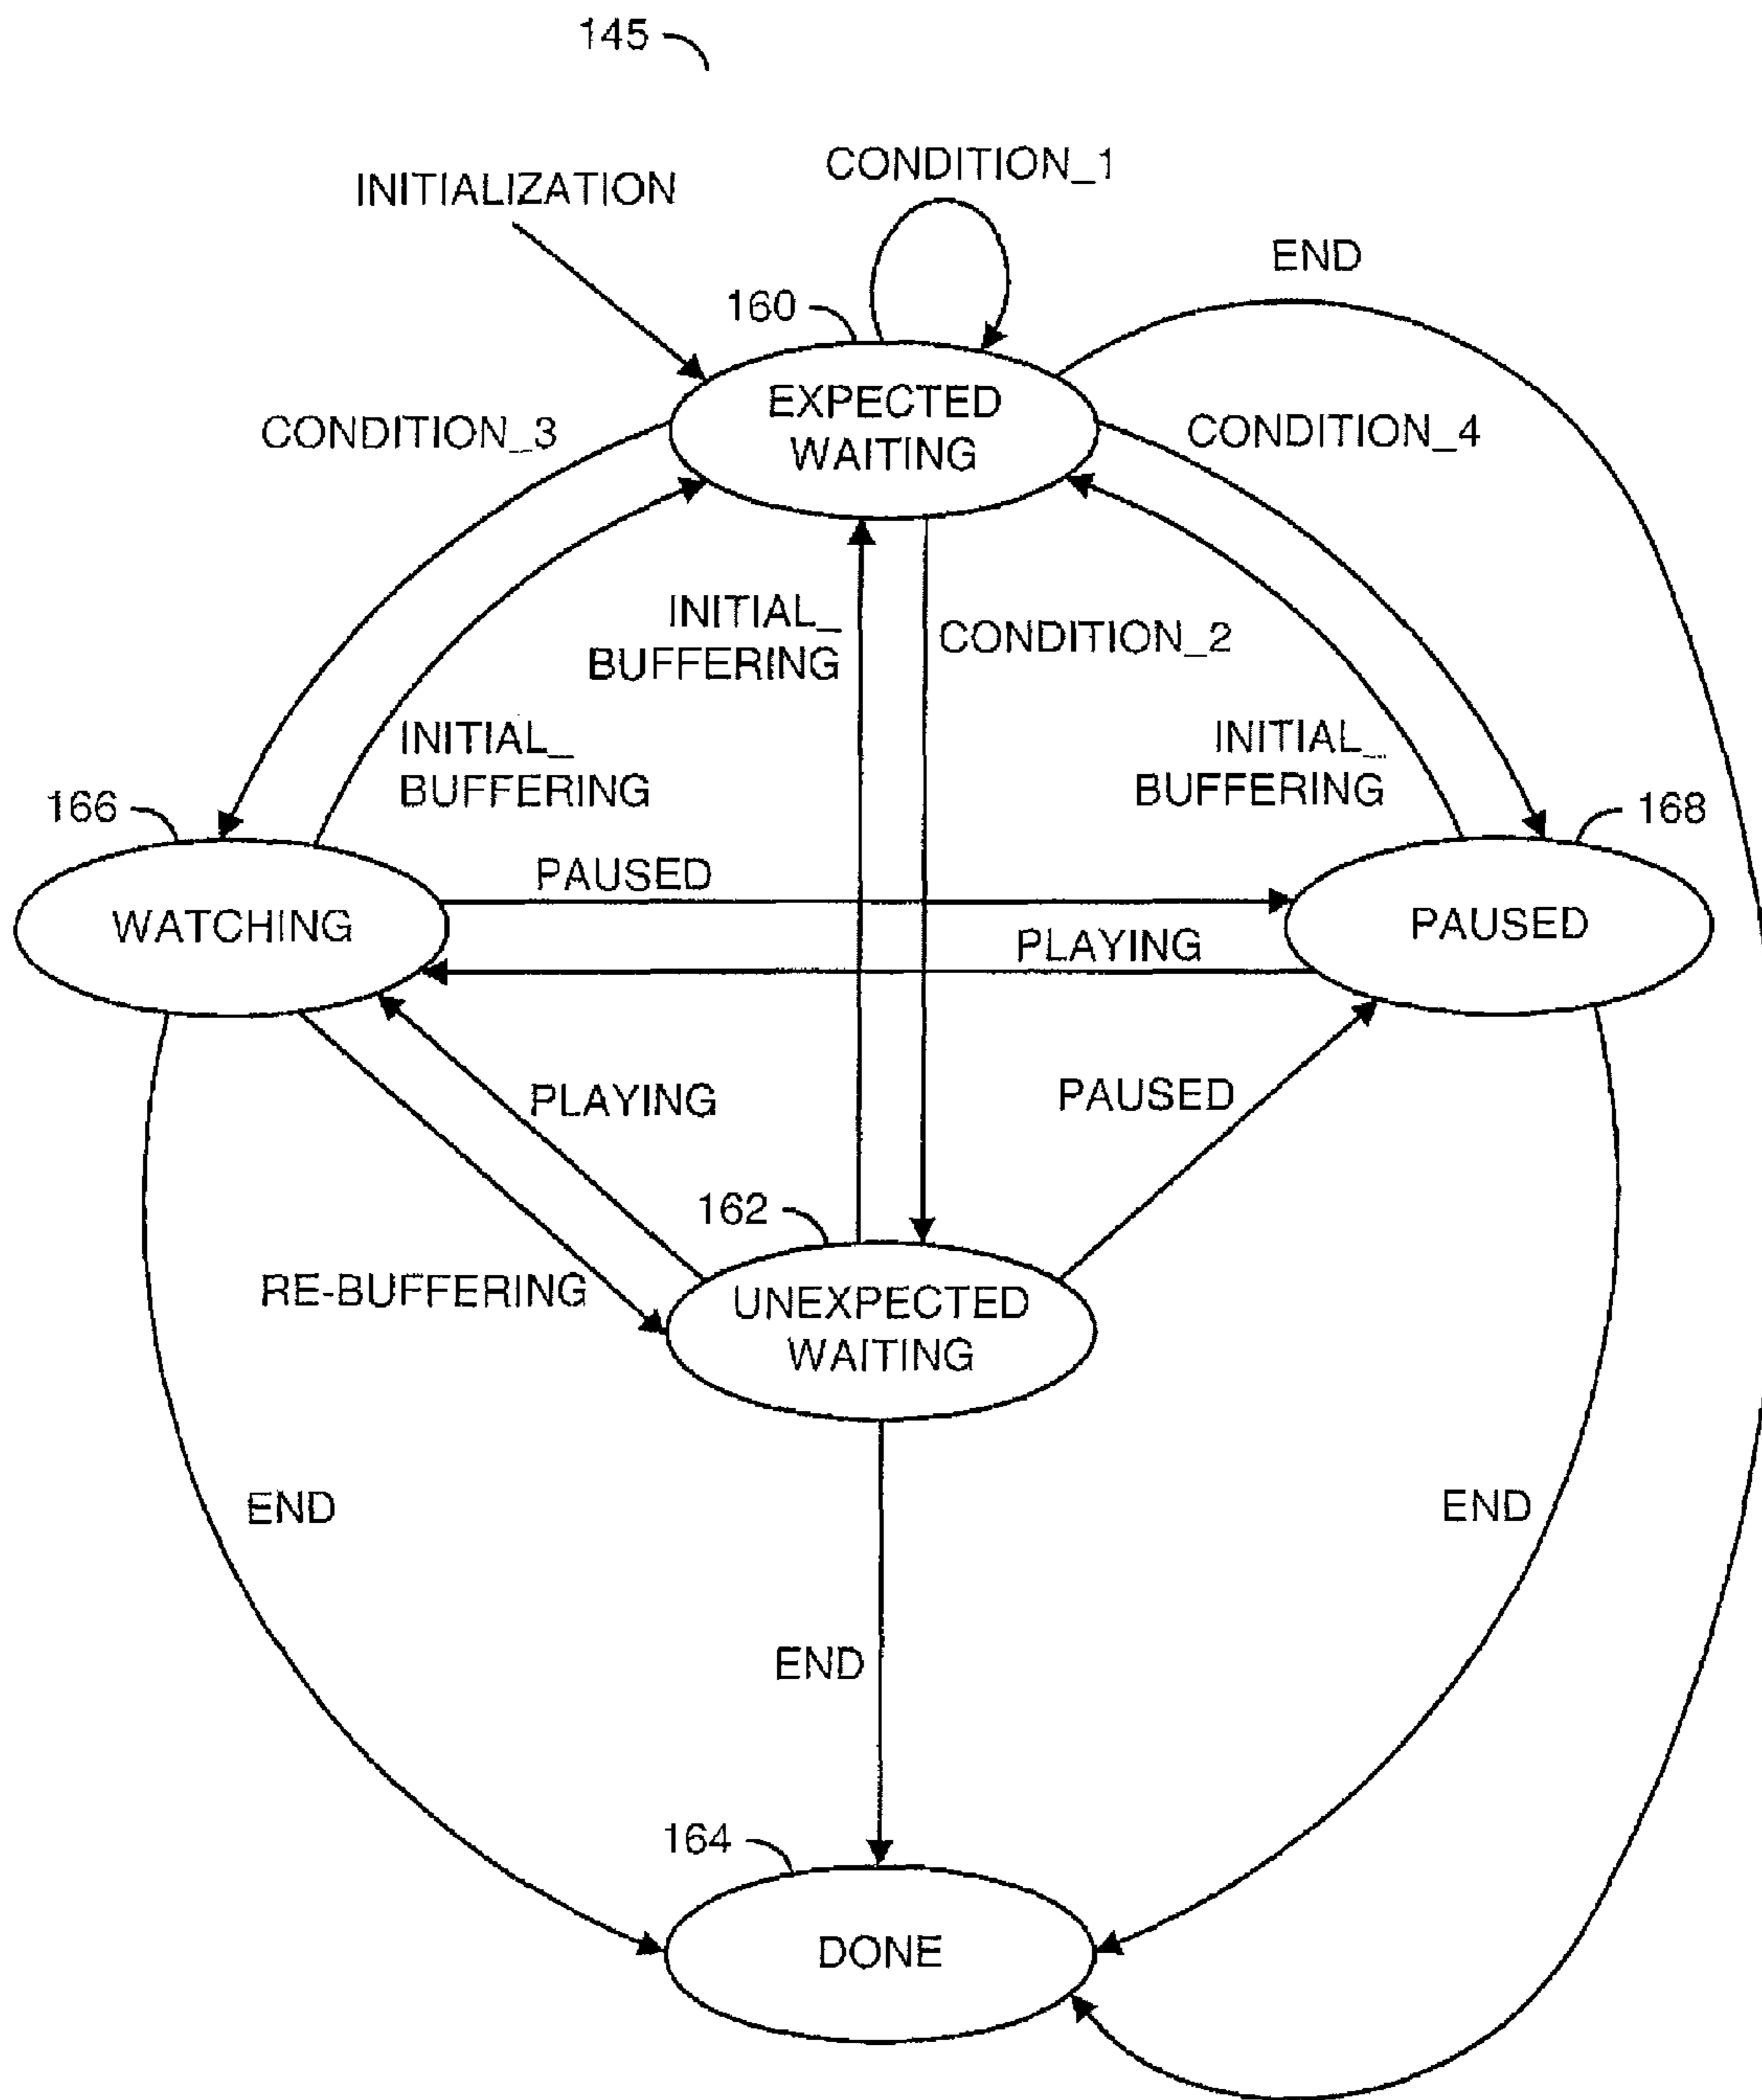 145
CONDITION_1
INITIALIZATION
END
160
EXPECTED
WAITING
CONDITION_3
CONDITION_4
INITIAL_
BUFFERING
CONDITION_2
INITIAL_
BUFFERING
INITIAL_
BUFFERING
166
168
PAUSED
WATCHING
PAUSED
PLAYING
PLAYING
PAUSED
162
RE-BUFFERING
UNEXPECTED
WAITING
END
END
END
164
DONE